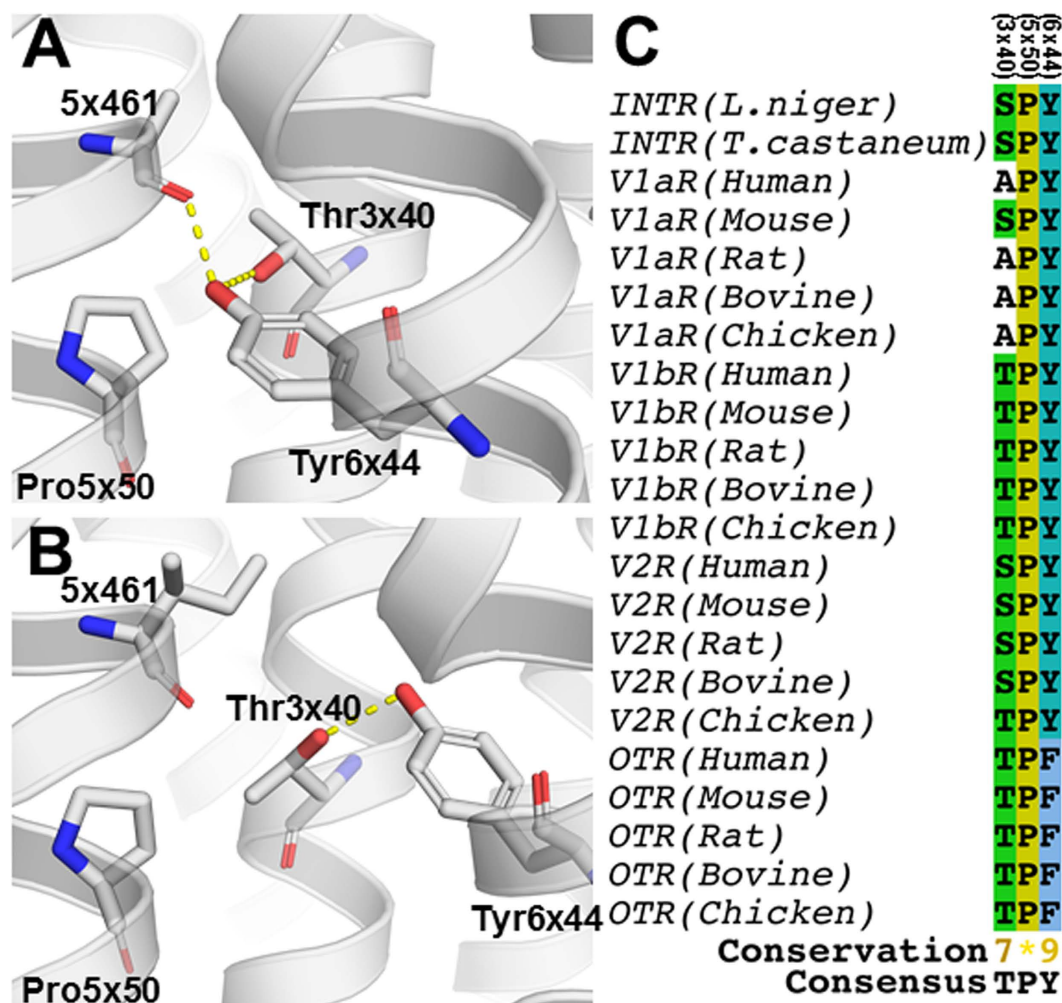 A
5x461
Thr3x40
Tyr6x44
Pro5x50
B
5x461
Thr3x40
Tyr6x44
Pro5x50
C
(3x40)
(5x50)
(6x44)
INTR(L.niger) SPY
INTR(T.castaneum) SPY
V1aR(Human) APY
V1aR(Mouse) SPY
V1aR(Rat) APY
V1aR(Bovine) APY
V1aR(Chicken) APY
V1bR(Human) TPY
V1bR(Mouse) TPY
V1bR(Rat) TPY
V1bR(Bovine) TPY
V1bR(Chicken) TPY
V2R(Human) SPY
V2R(Mouse) SPY
V2R(Rat) SPY
V2R(Bovine) SPY
V2R(Chicken) TPY
OTR(Human) TPF
OTR(Mouse) TPF
OTR(Rat) TPF
OTR(Bovine) TPF
OTR(Chicken) TPF
Conservation 7*9
Consensus TPY